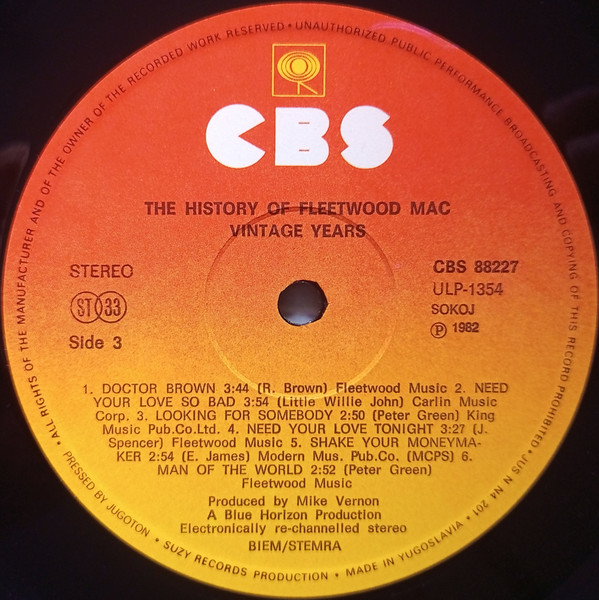 • ALL RIGHTS OF THE MANUFACTURER AND OF THE OWNER OF THE RECORDED WORK RESERVED • UNAUTHORIZED PUBLIC PERFORMANCE BROADCASTING AND COPYING OF THIS RECORD PROHIBITED • JUS N N4 201
CBS
THE HISTORY OF FLEETWOOD MAC
VINTAGE YEARS
STEREO
ST 33
Side 3
CBS 88227
ULP-1354
SOKOJ
Ⓟ 1982
1. DOCTOR BROWN 3:44 (R. Brown) Fleetwood Music 2. NEED
YOUR LOVE SO BAD 3:54 (Little Willie John) Carlin Music
Corp. 3. LOOKING FOR SOMEBODY 2:50 (Peter Green) King
Music Pub.Co.Ltd. 4. NEED YOUR LOVE TONIGHT 3:27 (J.
Spencer) Fleetwood Music 5. SHAKE YOUR MONEYMA-
KER 2:54 (E. James) Modern Mus. Pub.Co. (MCPS) 6.
MAN OF THE WORLD 2:52 (Peter Green)
Fleetwood Music
Produced by Mike Vernon
A Blue Horizon Production
Electronically re-channelled stereo
BIEM/STEMRA
PRESSED BY JUGOTON • SUZY RECORDS PRODUCTION • MADE IN YUGOSLAVIA •